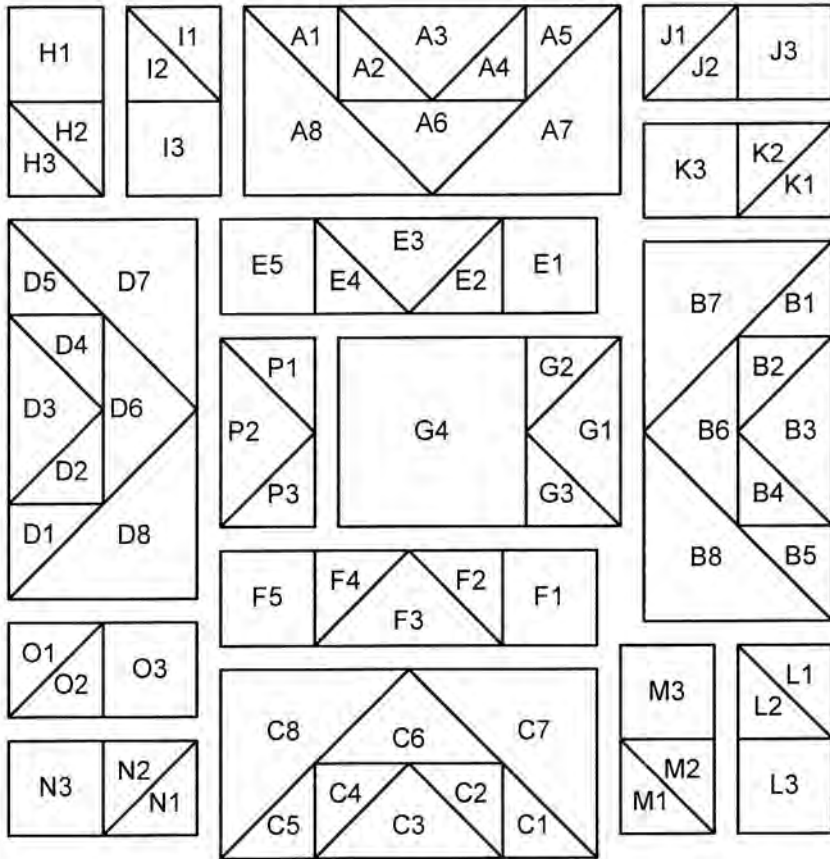 H1
H2
H3
I1
I2
I3
A1
A2
A3
A4
A5
A6
A7
A8
J1
J2
J3
K3
K2
K1
D5
D7
D4
D3
D6
D2
D1
D8
E5
E4
E3
E2
E1
P1
P2
P3
G4
G2
G1
G3
B7
B1
B2
B6
B3
B4
B8
B5
F5
F4
F3
F2
F1
O1
O2
O3
N3
N2
N1
C8
C6
C7
C4
C2
C5
C3
C1
M3
M2
M1
L1
L2
L3